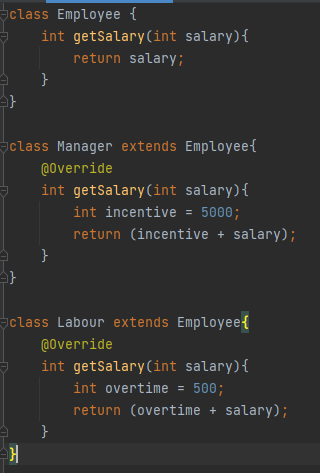 class Employee {
    int getSalary(int salary){
        return salary;
    }
}

class Manager extends Employee{
    @Override
    int getSalary(int salary){
        int incentive = 5000;
        return (incentive + salary);
    }
}

class Labour extends Employee{
    @Override
    int getSalary(int salary){
        int overtime = 500;
        return (overtime + salary);
    }
}